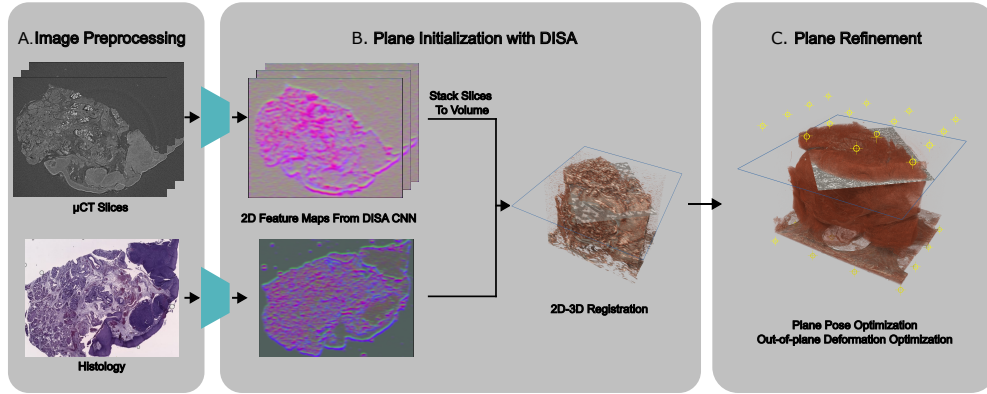 A. Image Preprocessing
µCT Slices
Histology
B. Plane Initialization with DISA
2D Feature Maps From DISA CNN
Stack Slices
To Volume
2D-3D Registration
C. Plane Refinement
Plane Pose Optimization
Out-of-plane Deformation Optimization